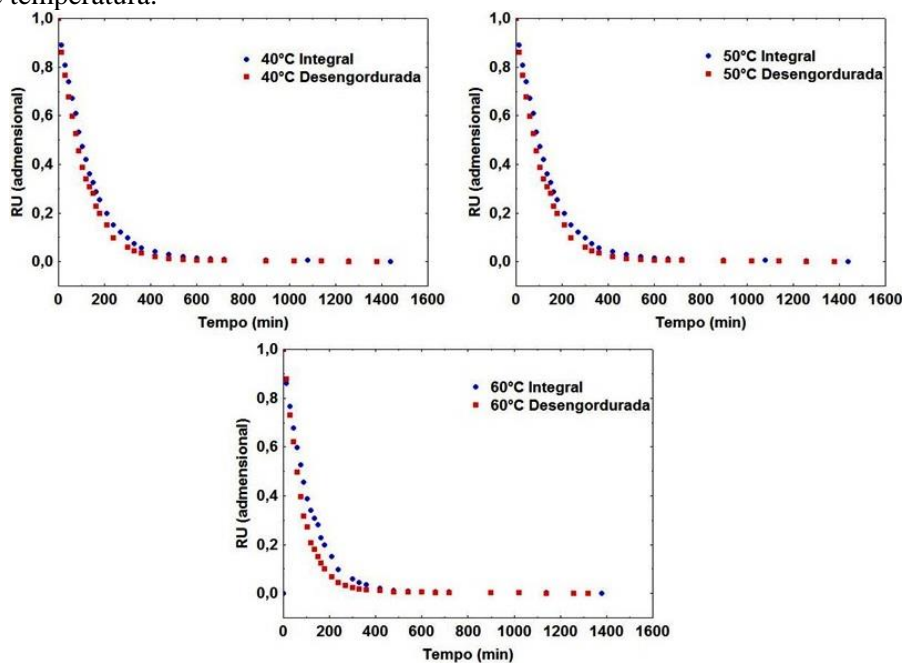 temperatura.
1,0
0,8
0,6
0,4
0,2
0,0
RU (admensional)
40°C Integral
40°C Desengordurada
0 200 400 600 800 1000 1200 1400 1600
Tempo (min)
1,0
0,8
0,6
0,4
0,2
0,0
RU (admensional)
50°C Integral
50°C Desengordurada
0 200 400 600 800 1000 1200 1400 1600
Tempo (min)
1,0
0,8
0,6
0,4
0,2
0,0
RU (admensional)
60°C Integral
60°C Desengordurada
0 200 400 600 800 1000 1200 1400 1600
Tempo (min)